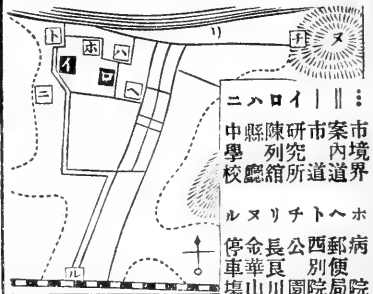 リ
チ
ヌ
ト
ホ
ハ
イ
ロ
ヘ
ニ
ル
市境界
案内道
市道
イ 研究所
ロ 陳列館
ハ 縣廳
ニ 中學校
ホ 病院
ヘ 郵便局
ト 西別院
チ 公園
リ 長良川
ヌ 金華山
ル 停車塲